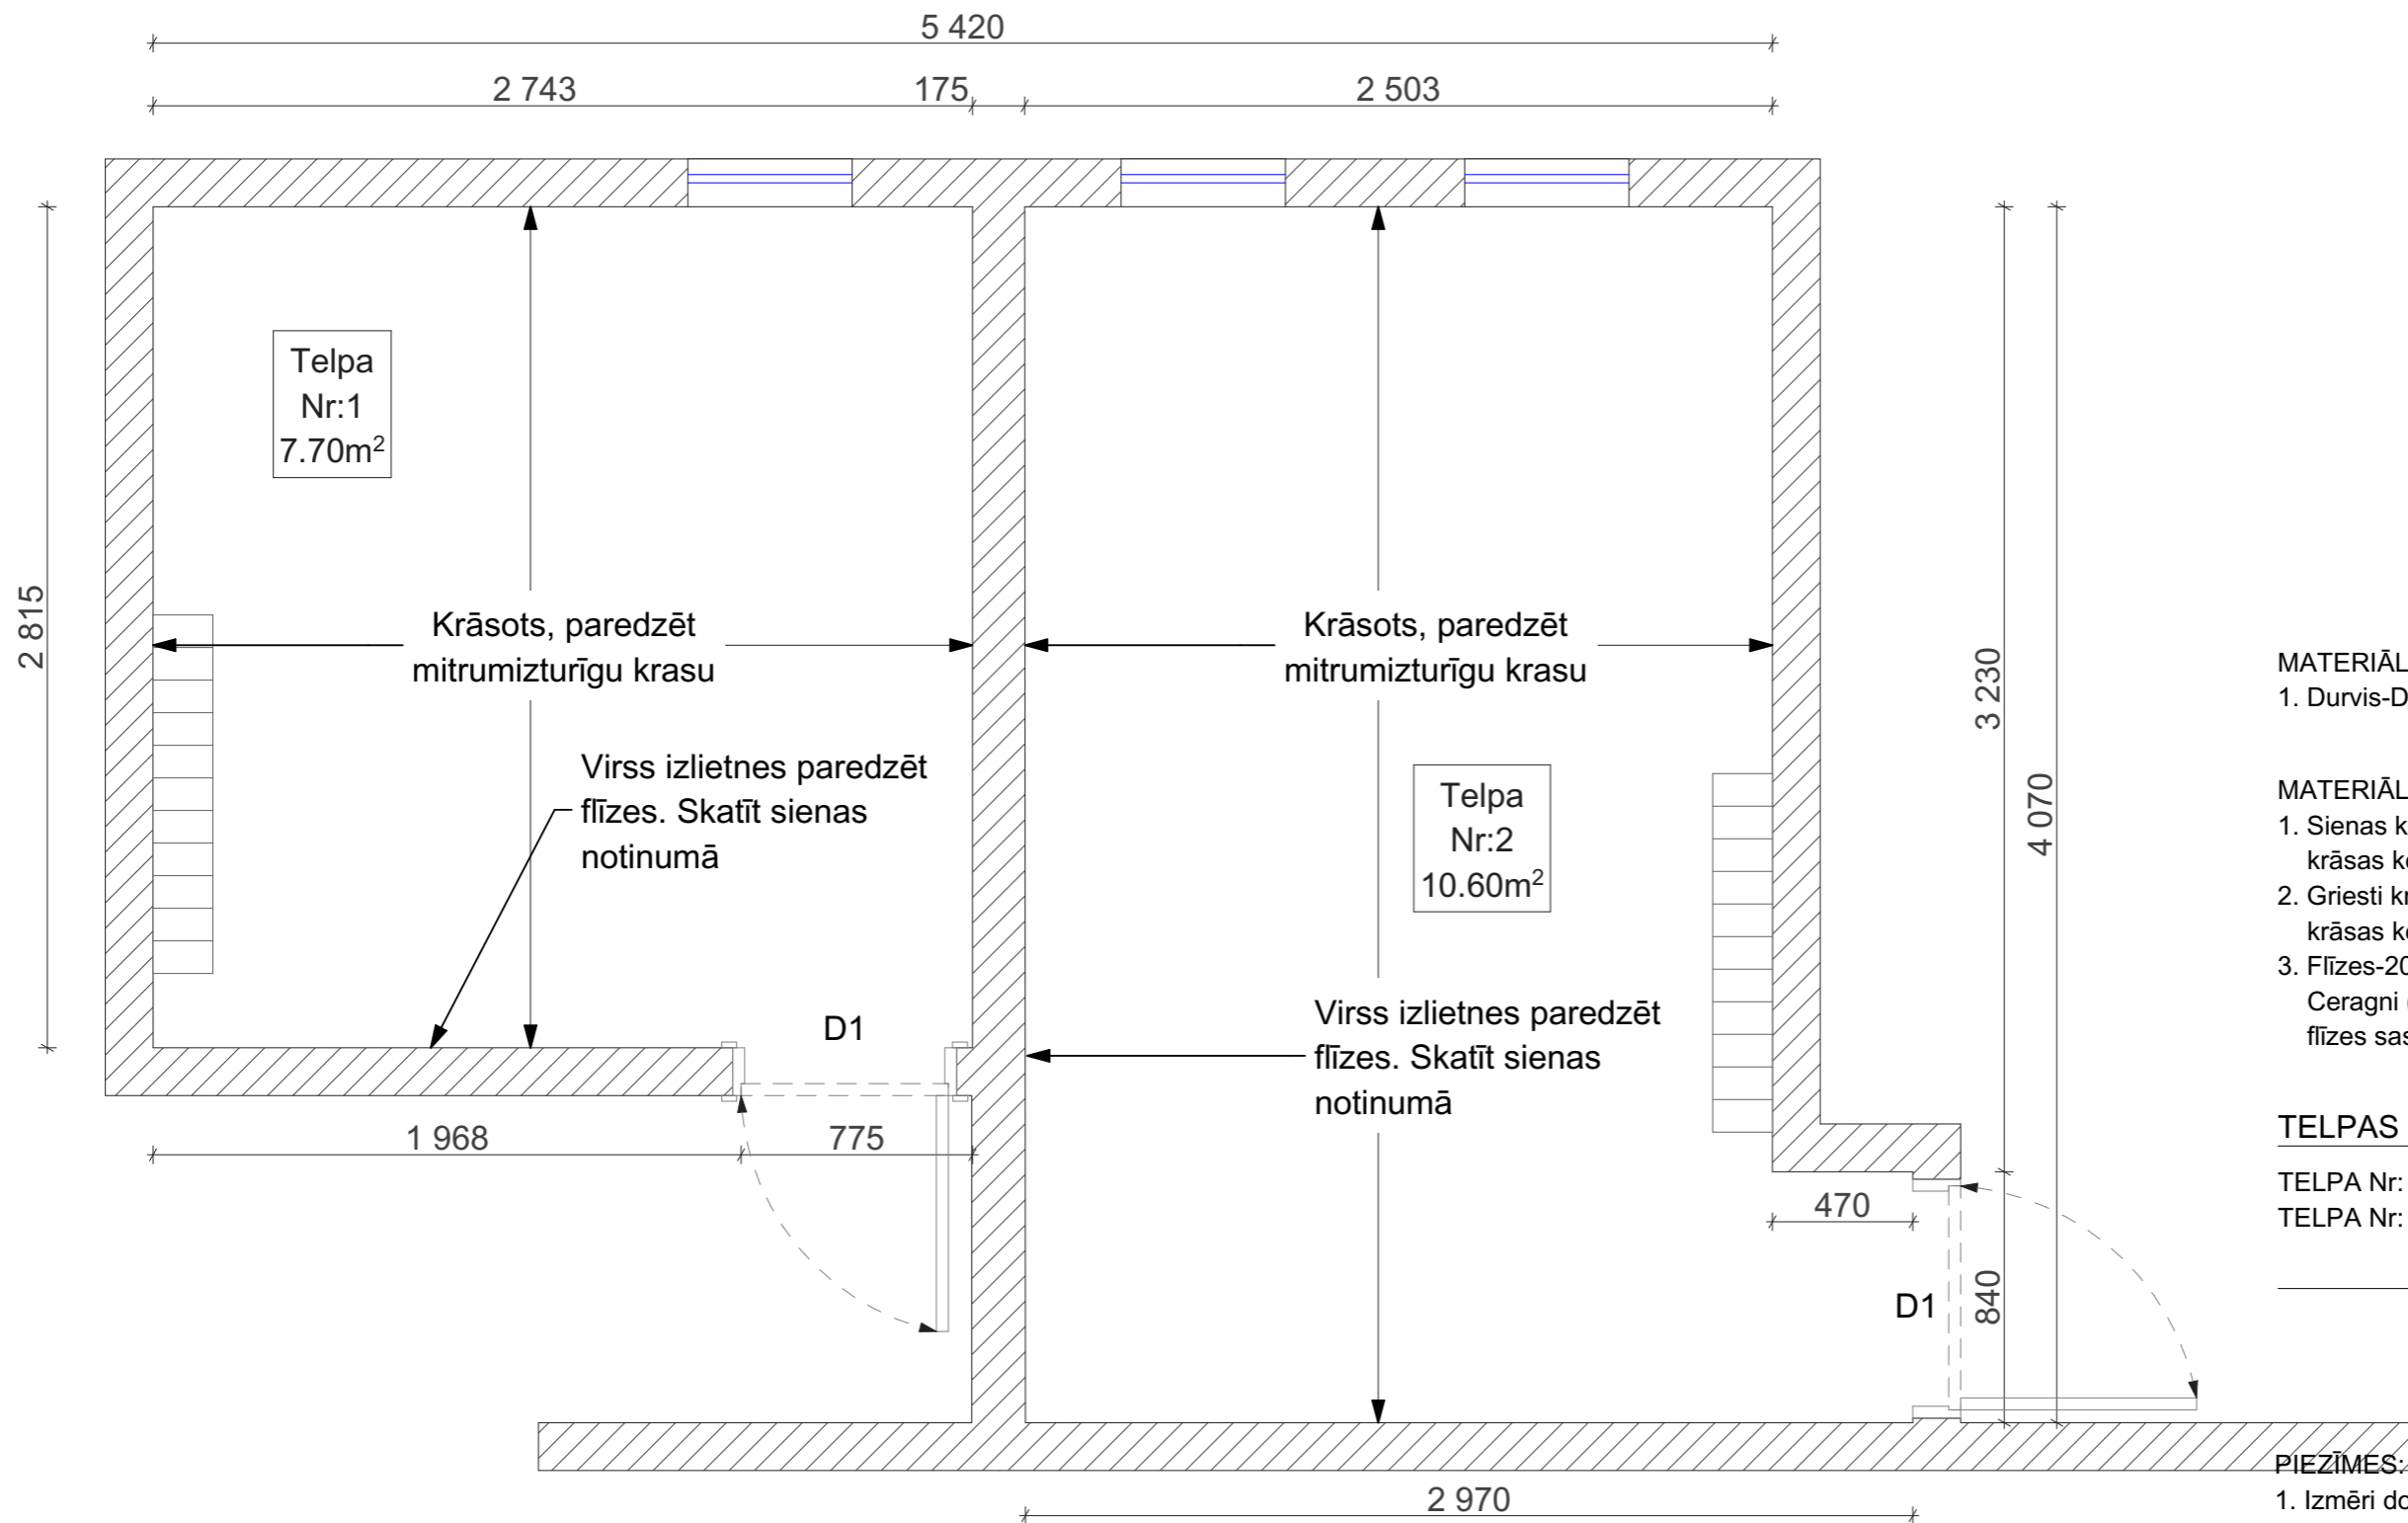 5 420
2 743
175
2 503
Telpa
Nr:1
7.70m²
2 815
Krāsots, paredzēt
mitrumizturīgu krasu
Krāsots, paredzēt
mitrumizturīgu krasu
Virss izlietnes paredzēt
flīzes. Skatīt sienas
notinumā
Telpa
Nr:2
10.60m²
3 230
4 070
D1
Virss izlietnes paredzēt
flīzes. Skatīt sienas
notinumā
1 968
775
470
840
D1
2 970
MATERIĀL
1. Durvis-D
MATERIĀL
1. Sienas k
krāsas k
2. Griesti k
krāsas k
3. Flīzes-20
Ceragni
flīzes sas
TELPAS
TELPA Nr:
TELPA Nr:
PIEZĪMES:
1. Izmēri do